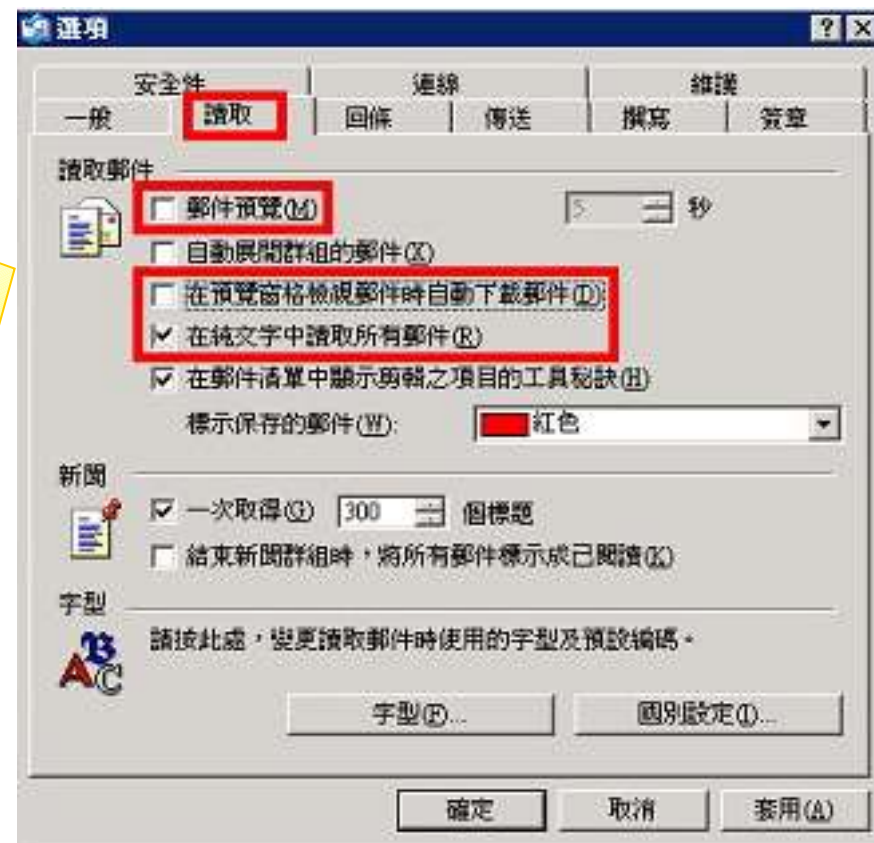 選項
安全性 連線 維護
一般 讀取 回條 傳送 撰寫 簽章
讀取郵件
郵件預覽(M) 5 秒
自動展開群組的郵件(X)
在預覽窗格檢視郵件時自動下載郵件(D)
在純文字中讀取所有郵件(R)
在郵件清單中顯示剪輯之項目的工具秘訣(H)
標示保存的郵件(W): 紅色
新聞
一次取得(G) 300 個標題
結束新聞群組時，將所有郵件標示成已閱讀(K)
字型
請按此處，變更讀取郵件時使用的字型及預設編碼。
字型(F)... 國別設定(I)...
確定 取消 套用(A)